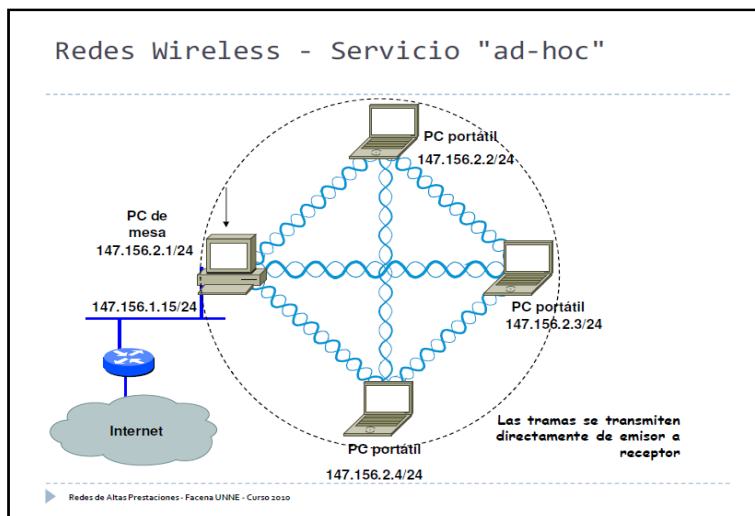 Redes Wireless - Servicio "ad-hoc"
PC portátil
147.156.2.2/24
PC de
mesa
147.156.2.1/24
147.156.1.15/24
PC portátil
147.156.2.3/24
Internet
PC portátil
147.156.2.4/24
Las tramas se transmiten
directamente de emisor a
receptor
Redes de Altas Prestaciones - Facena UNNE - Curso 2010